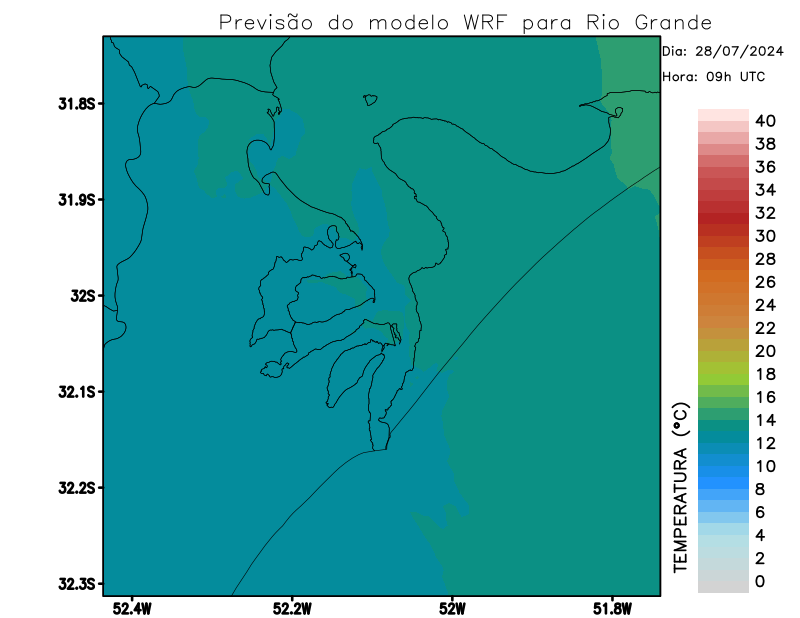 Previsão do modelo WRF para Rio Grande
Dia: 28/07/2024
Hora: 09h UTC
31.8S
31.9S
32S
32.1S
32.2S
32.3S
52.4W
52.2W
52W
51.8W
TEMPERATURA (°C)
40
38
36
34
32
30
28
26
24
22
20
18
16
14
12
10
8
6
4
2
0